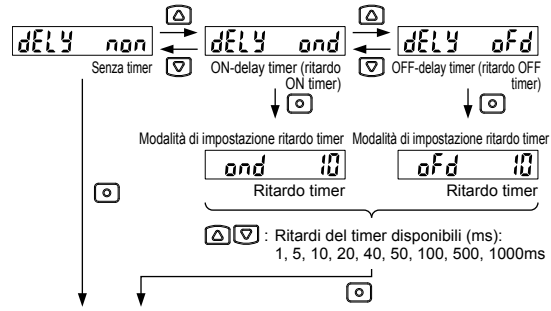 dELY non
dELY ond
dELY oFd
Senza timer
ON-delay timer (ritardo
ON timer)
OFF-delay timer (ritardo OFF
timer)
Modalità di impostazione ritardo timer
Modalità di impostazione ritardo timer
ond 10
oFd 10
Ritardo timer
Ritardo timer
: Ritardi del timer disponibili (ms):
1, 5, 10, 20, 40, 50, 100, 500, 1000ms